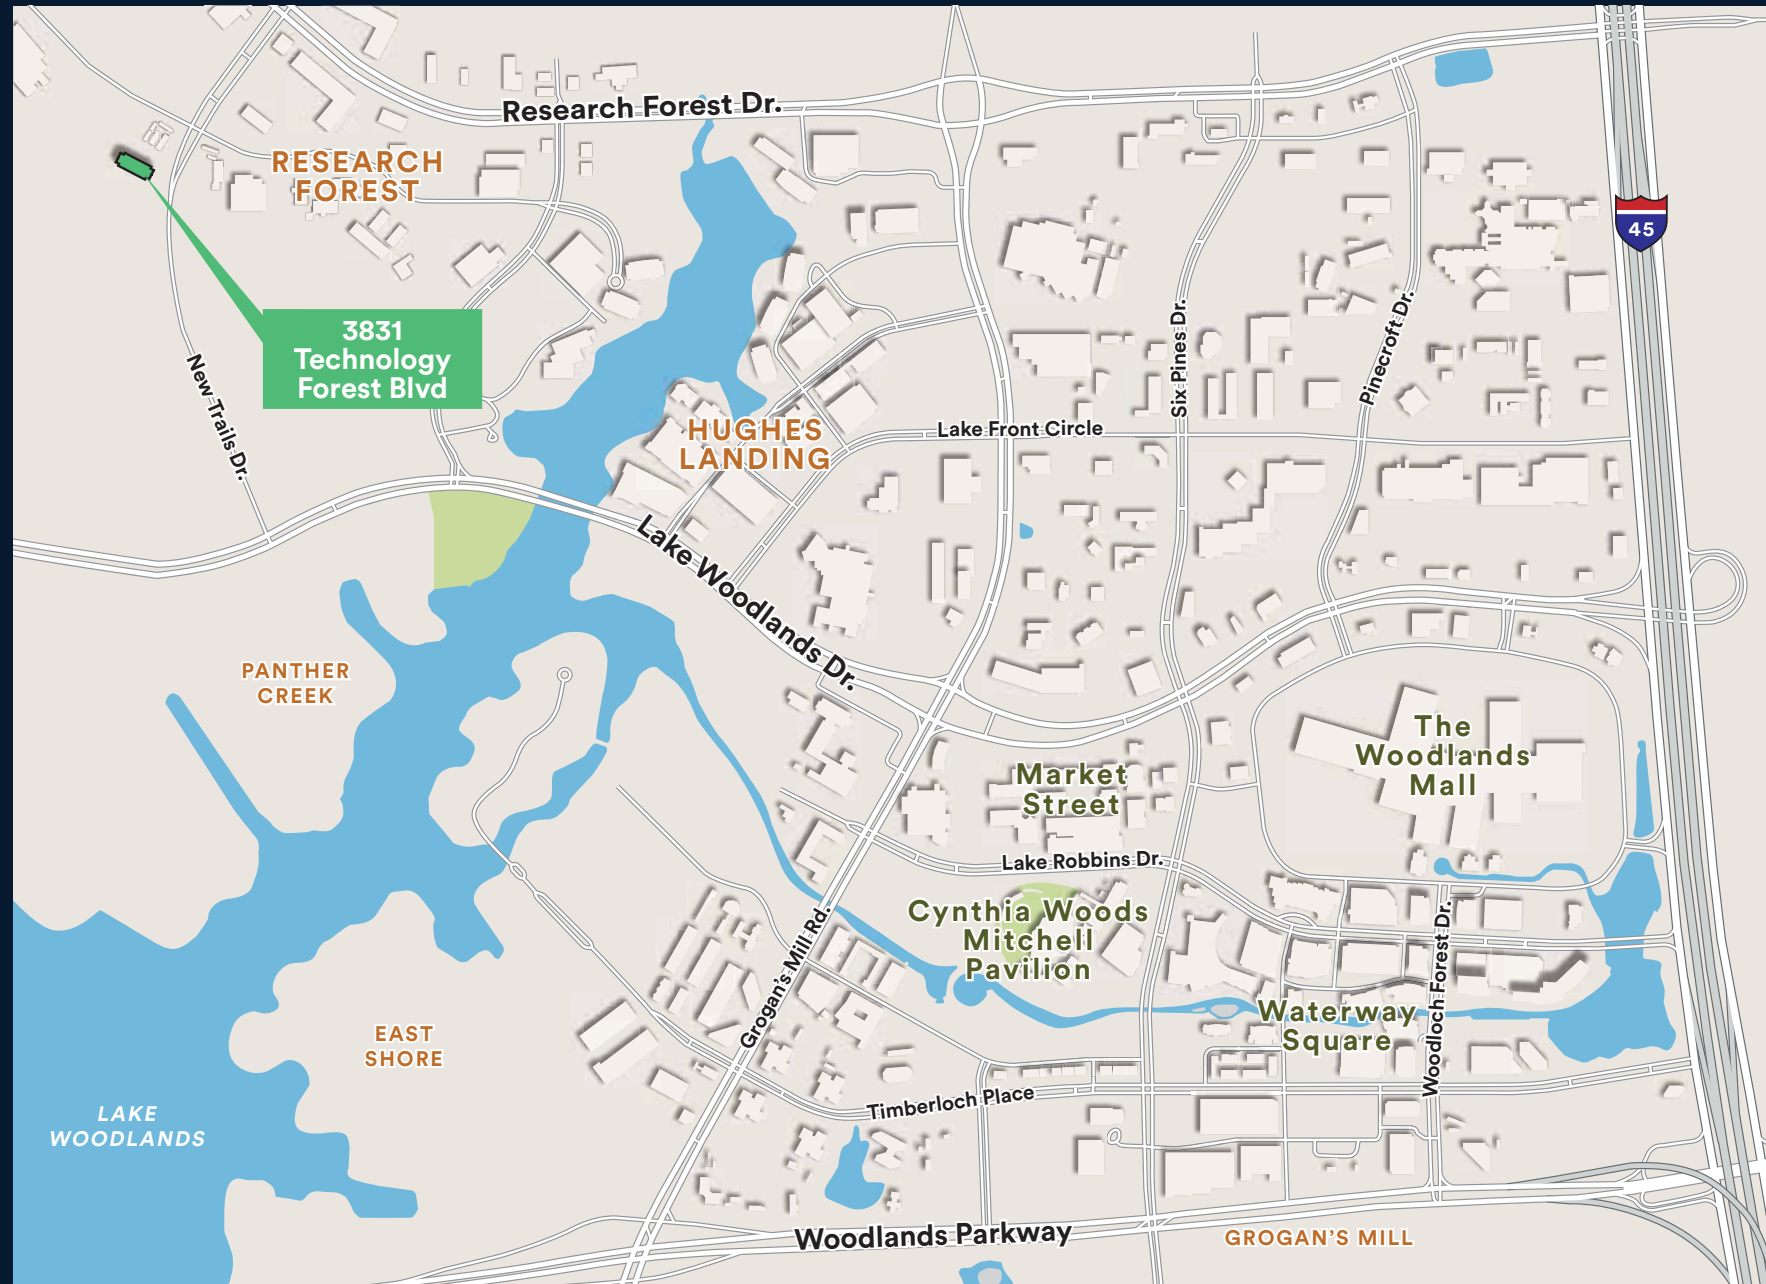 Research Forest Dr.
RESEARCH
FOREST
45
3831
Technology
Forest Blvd
New Trails Dr.
Six Pines Dr.
Pinecroft Dr.
HUGHES
LANDING
Lake Front Circle
Lake Woodlands Dr.
PANTHER
CREEK
The
Woodlands
Mall
Market
Street
Lake Robbins Dr.
Cynthia Woods
Mitchell
Pavilion
Grogan's Mill Rd.
Woodloch Forest Dr.
Waterway
Square
EAST
SHORE
LAKE
WOODLANDS
Timberloch Place
Woodlands Parkway
GROGAN'S MILL